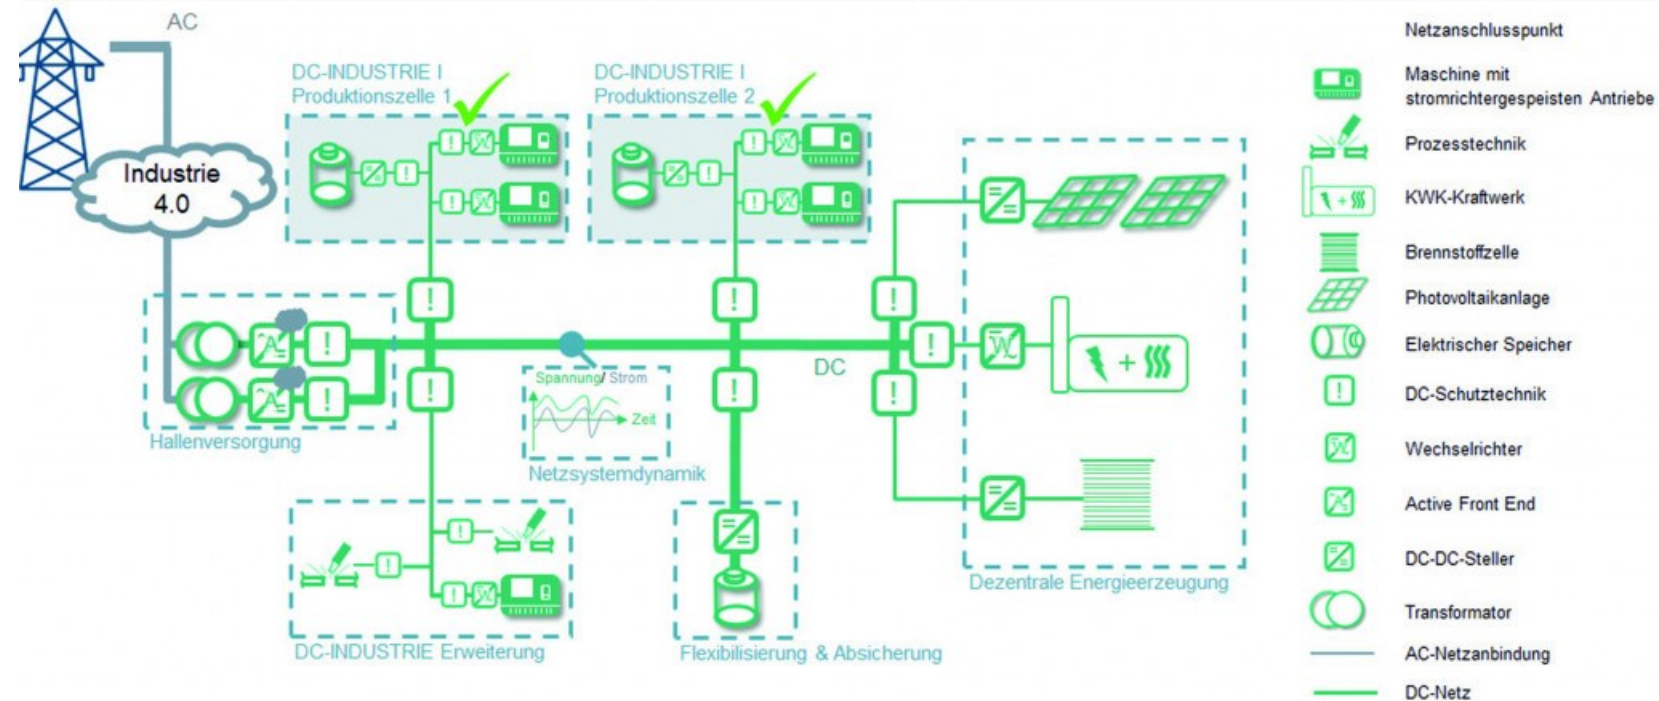 AC
Industrie
4.0
DC-INDUSTRIE I
Produktionszelle 1
DC-INDUSTRIE I
Produktionszelle 2
Hallenversorgung
Spannung/ Strom
Zeit
Netzsystemdynamik
DC
DC-INDUSTRIE Erweiterung
Flexibilisierung & Absicherung
Dezentrale Energieerzeugung
Netzanschlusspunkt
Maschine mit
stromrichtergespeisten Antriebe
Prozesstechnik
KWK-Kraftwerk
Brennstoffzelle
Photovoltaikanlage
Elektrischer Speicher
DC-Schutztechnik
Wechselrichter
Active Front End
DC-DC-Steller
Transformator
AC-Netzanbindung
DC-Netz